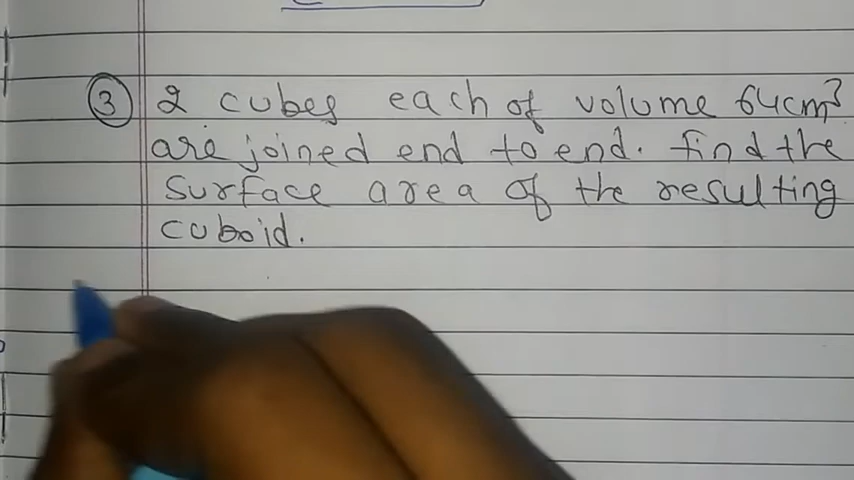 3 2 cubes each of volume 64cm³
are joined end to end. find the
surface area of the resulting
cuboid.